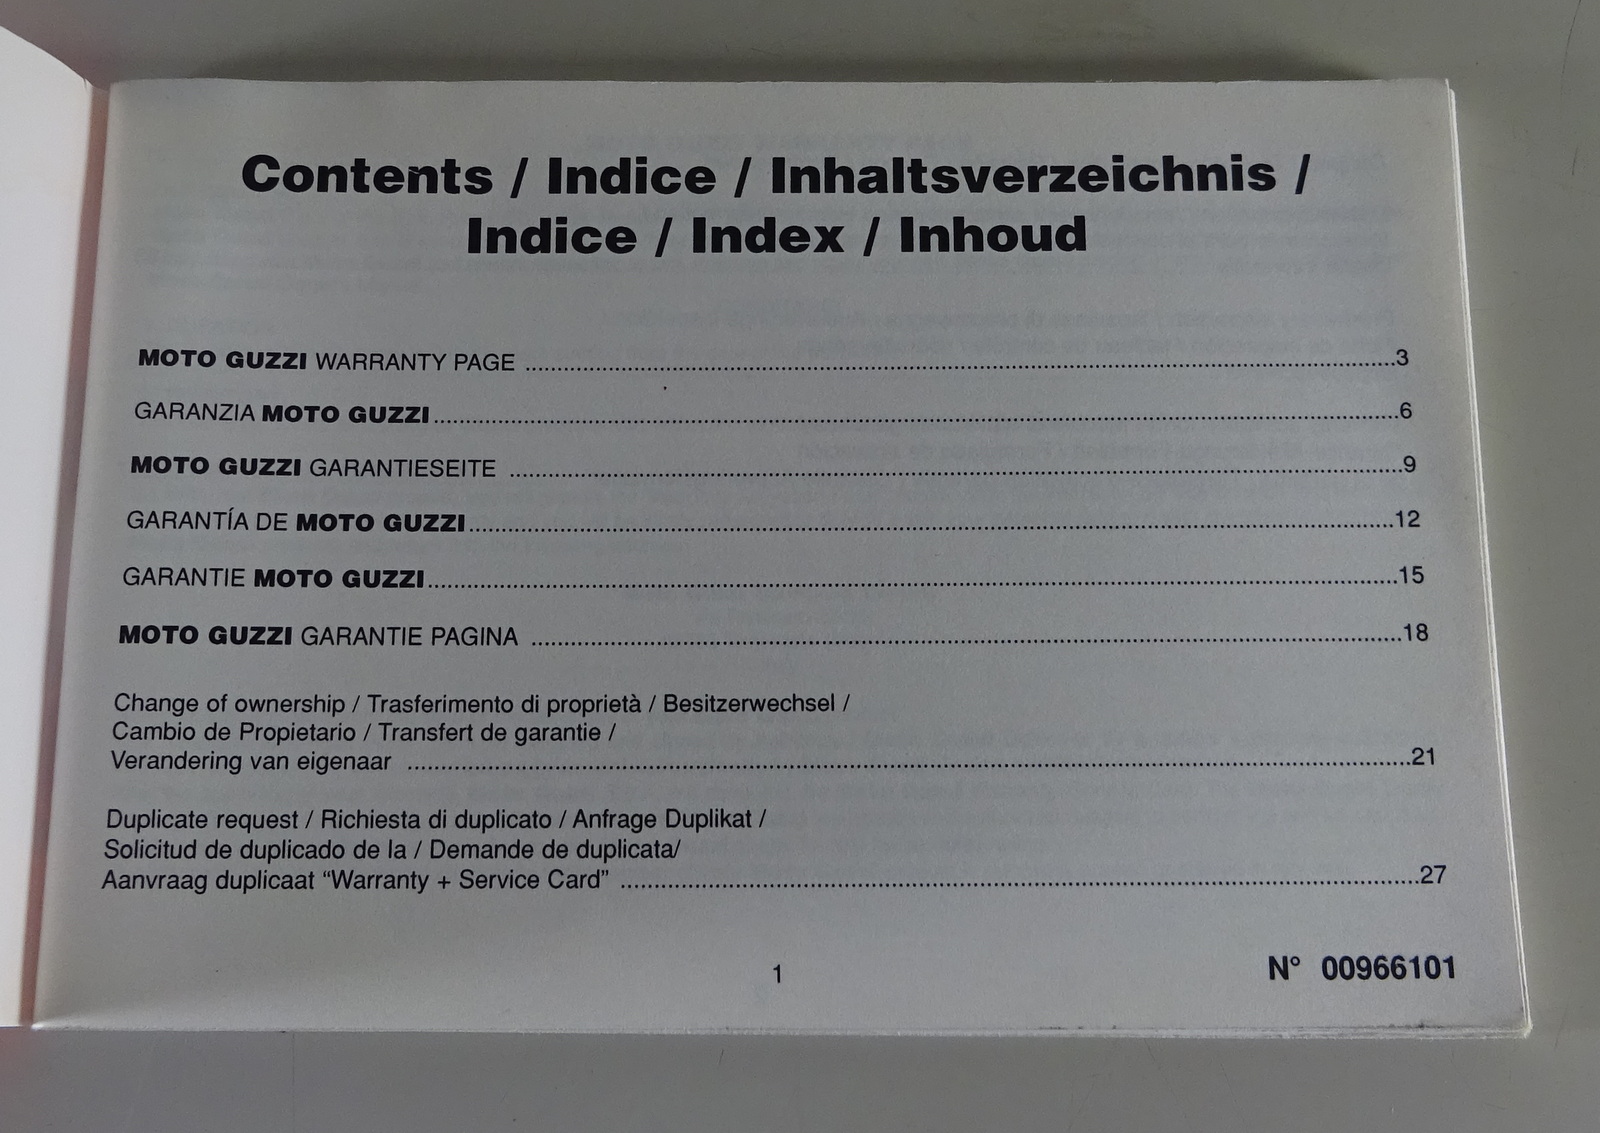 Contents / Indice / Inhaltsverzeichnis /
Indice / Index / Inhoud
MOTO GUZZI WARRANTY PAGE ........3
GARANZIA MOTO GUZZI........6
MOTO GUZZI GARANTIESEITE ........9
GARANTÍA DE MOTO GUZZI........12
GARANTIE MOTO GUZZI........15
MOTO GUZZI GARANTIE PAGINA ........18
Change of ownership / Trasferimento di proprietà / Besitzerwechsel /
Cambio de Propietario / Transfert de garantie /
Verandering van eigenaar ........21
Duplicate request / Richiesta di duplicato / Anfrage Duplikat /
Solicitud de duplicado de la / Demande de duplicata/
Aanvraag duplicaat “Warranty + Service Card” ........27
1
N° 00966101